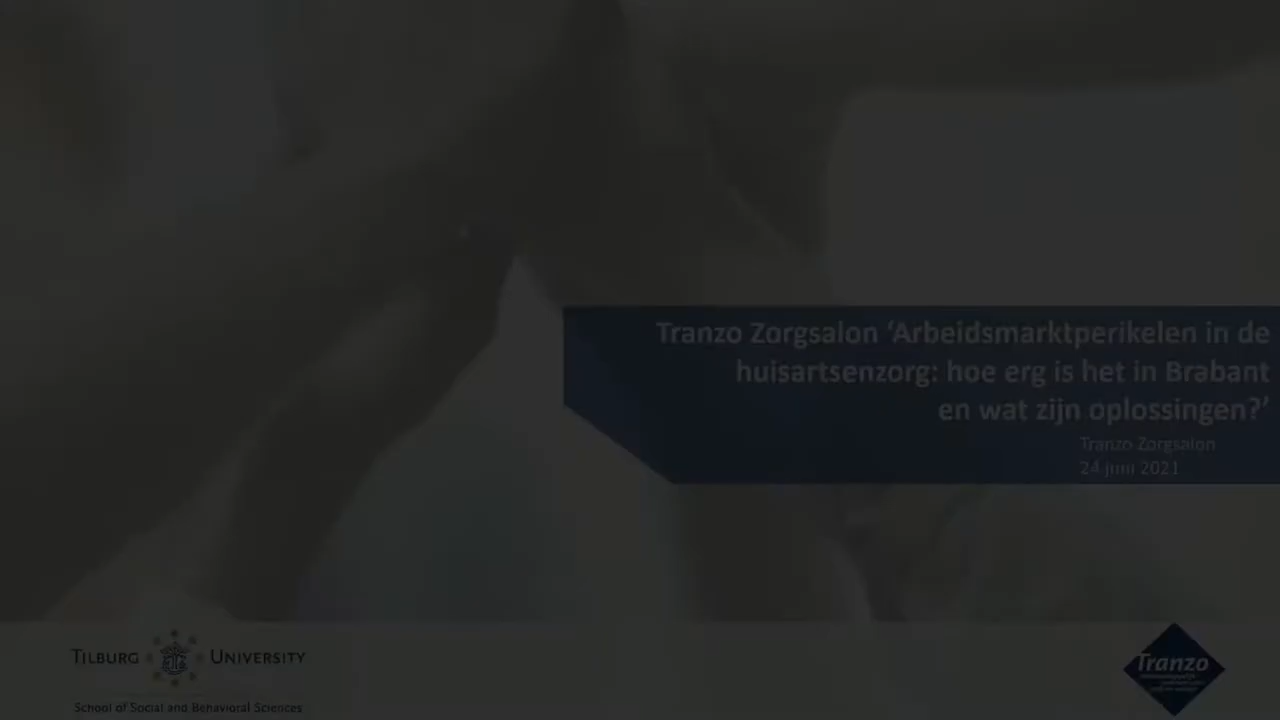 Tranzo Zorgsalon ‘Arbeidsmarktperikelen in de
huisartsenzorg: hoe erg is het in Brabant
en wat zijn oplossingen?’
Tranzo Zorgsalon
24 juni 2021
TILBURG UNIVERSITY
School of Social and Behavioral Sciences
Tranzo